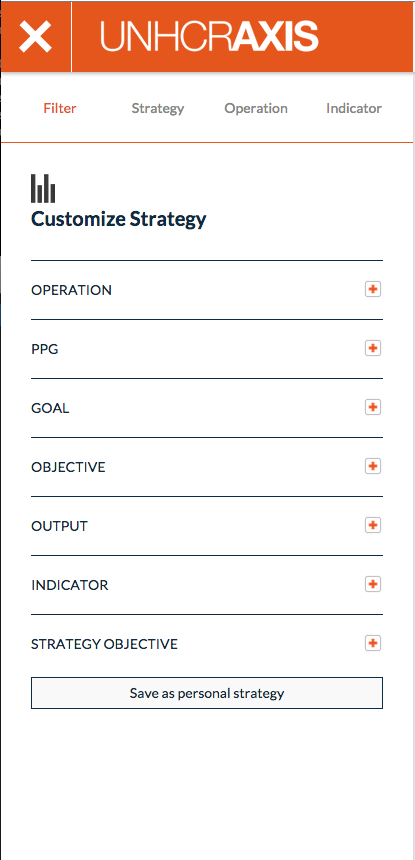 UNHCRAXIS
Filter Strategy Operation Indicator
Customize Strategy
OPERATION
PPG
GOAL
OBJECTIVE
OUTPUT
INDICATOR
STRATEGY OBJECTIVE
Save as personal strategy